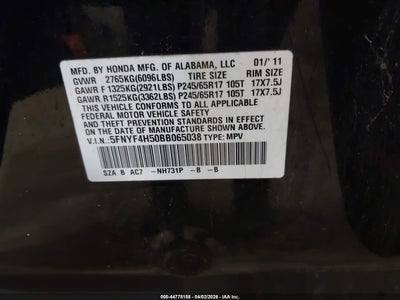 MFD. BY HONDA MFG. OF ALABAMA, LLC 01/'11
GVWR 2765KG(6096LBS) TIRE SIZE RIM SIZE
GAWR F 1325KG(2921LBS) P245/65R17 105T 17X7.5J
GAWR R1525KG(3362LBS) P245/65R17 105T 17X7.5J
THIS VEHICLE CONFORMS TO ALL APPLICABLE
FEDERAL MOTOR VEHICLE SAFETY AND
THEFT PREVENTION STANDARDS IN EFFECT ON
THE DATE OF MANUFACTURE SHOWN ABOVE.
V.I.N.:5FNYF4H50BB065038 TYPE: MPV
SZA B AC7 -NH731P -B -B
000-44778158 - 04/02/2026 - IAA Inc.